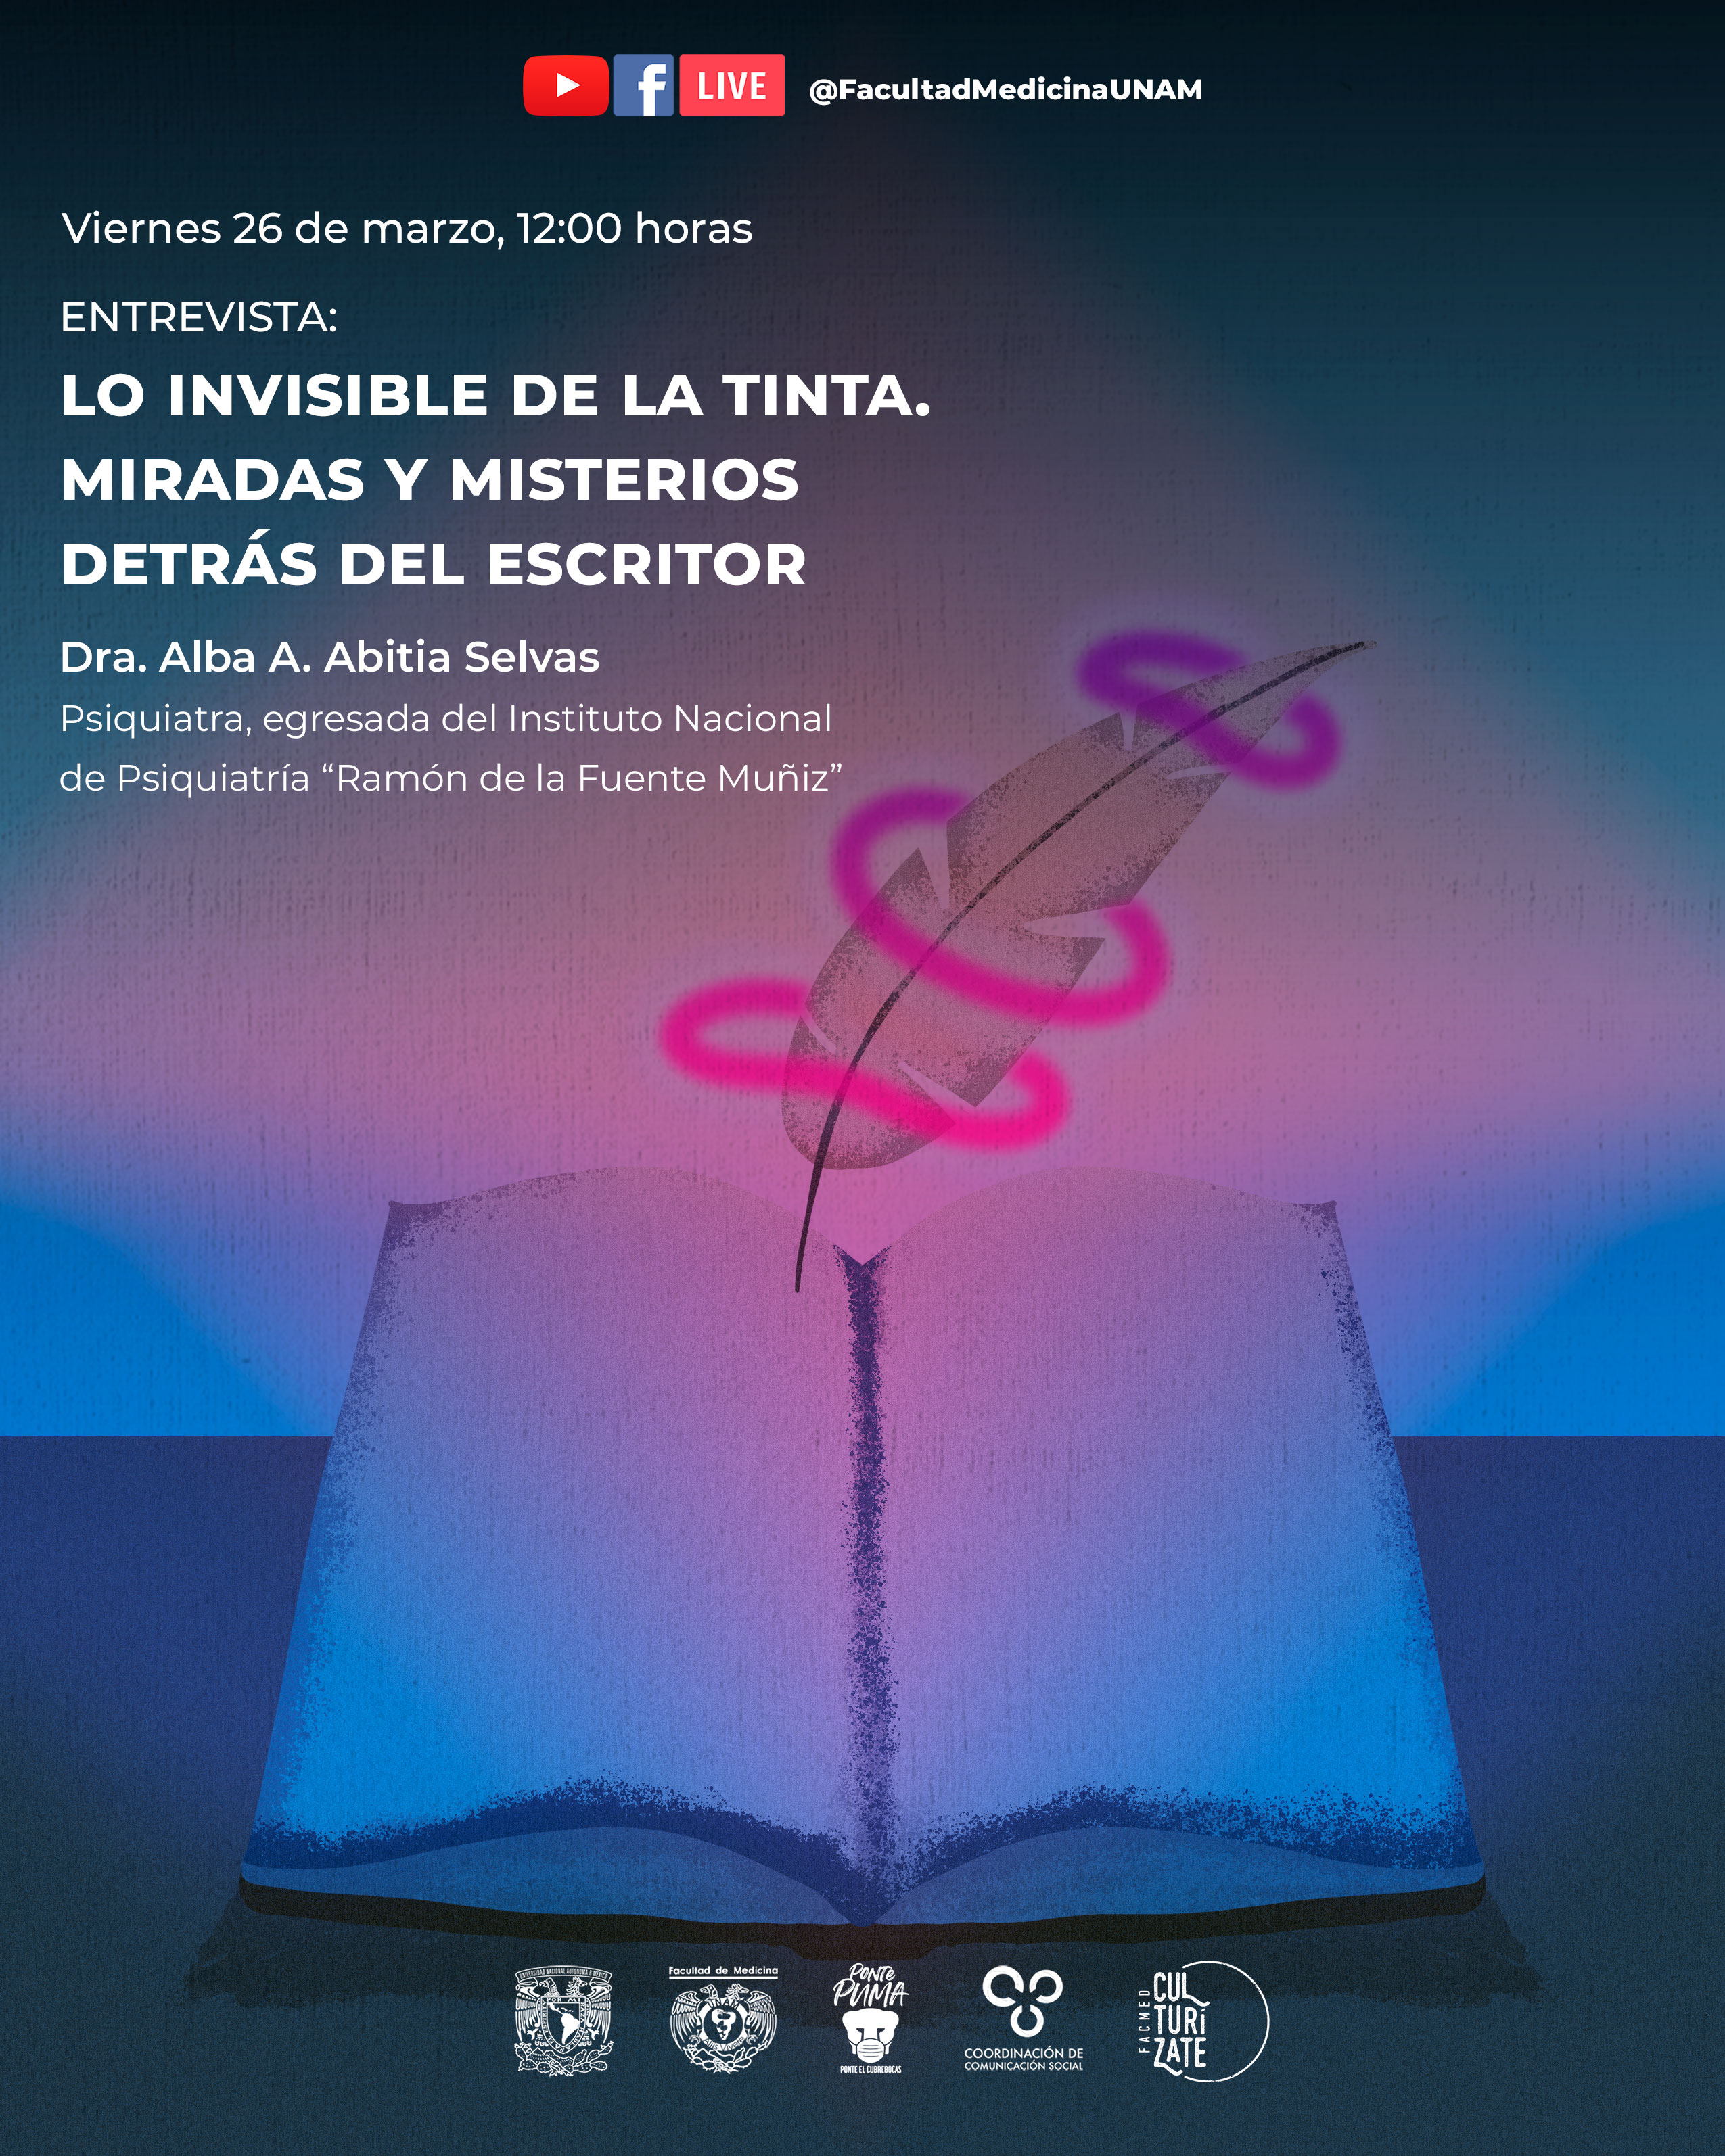 LIVE @FacultadMedicinaUNAM
Viernes 26 de marzo, 12:00 horas
ENTREVISTA:
LO INVISIBLE DE LA TINTA.
MIRADAS Y MISTERIOS
DETRÁS DEL ESCRITOR
Dra. Alba A. Abitia Selvas
Psiquiatra, egresada del Instituto Nacional
de Psiquiatría “Ramón de la Fuente Muñiz”
Facultad de Medicina
PONTE
PUMA
PONTE EL CUBREBOCAS
COORDINACIÓN DE
COMUNICACIÓN SOCIAL
FACMED
CUL
TURÍ
ZATE